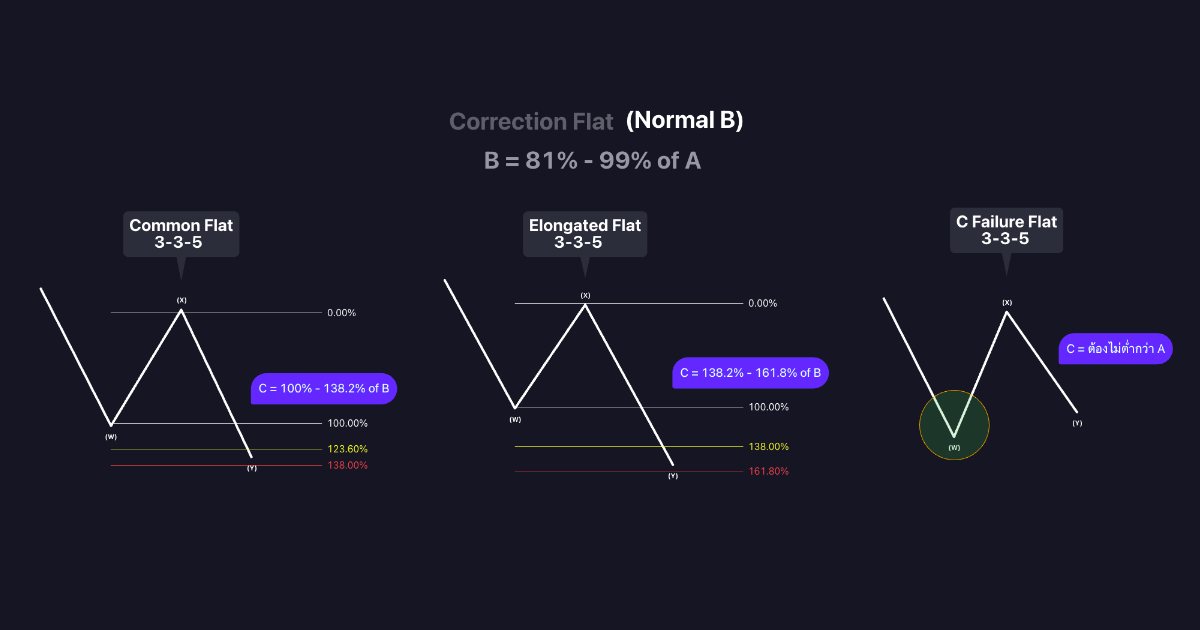 Correction Flat (Normal B)
B = 81% - 99% of A
Common Flat
3-3-5
(X)
0.00%
C = 100% - 138.2% of B
100.00%
(W)
123.60%
138.00%
(Y)
Elongated Flat
3-3-5
(X)
0.00%
C = 138.2% - 161.8% of B
100.00%
(W)
138.00%
161.80%
(Y)
C Failure Flat
3-3-5
(X)
C = ต้องไม่ต่ำกว่า A
(Y)
(W)